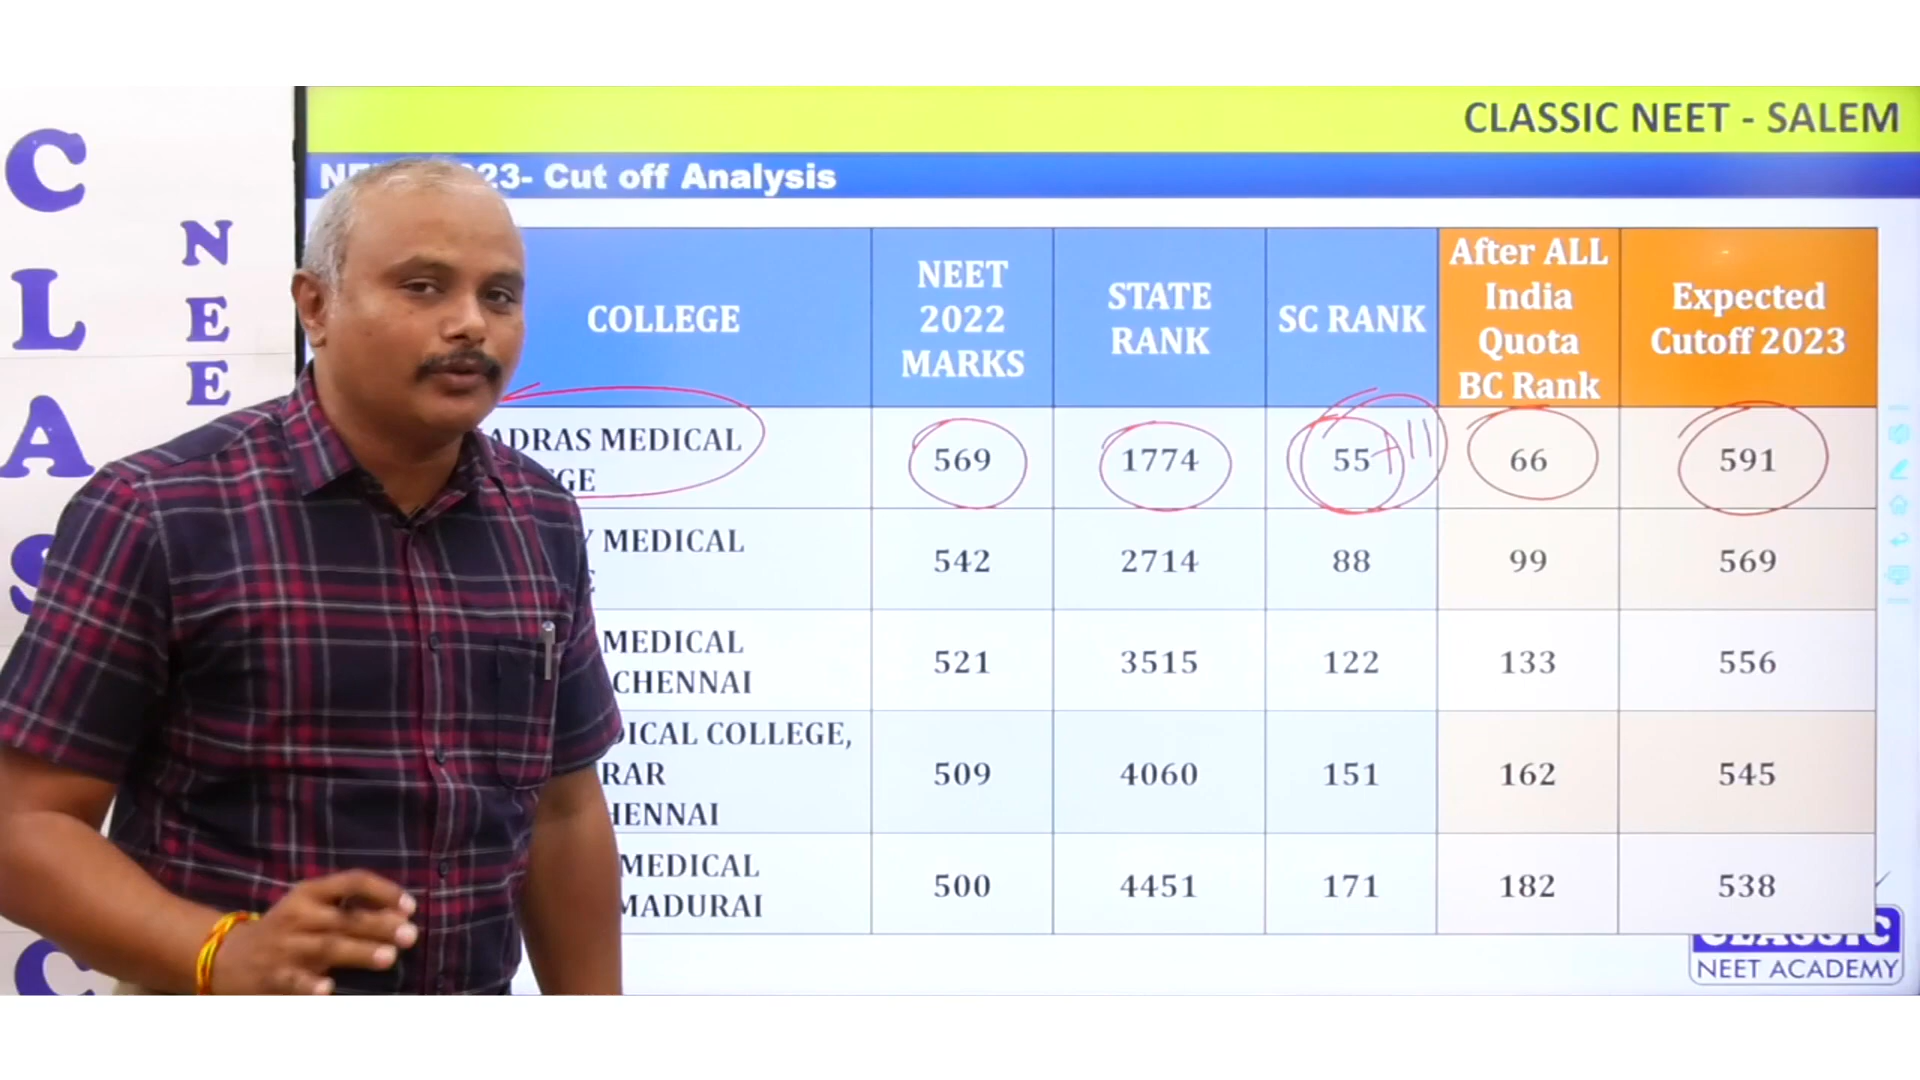 C
L
A
S
C
N
E
E
CLASSIC NEET - SALEM
23- Cut off Analysis
COLLEGE
NEET
2022
MARKS
STATE
RANK
SC RANK
After ALL
India
Quota
BC Rank
Expected
Cutoff 2023
ADRAS MEDICAL
GE
569
1774
55
+11
66
591
MEDICAL
542
2714
88
99
569
MEDICAL
CHENNAI
521
3515
122
133
556
DICAL COLLEGE,
RAR
HENNAI
509
4060
151
162
545
MEDICAL
MADURAI
500
4451
171
182
538
CLASSIC
NEET ACADEMY